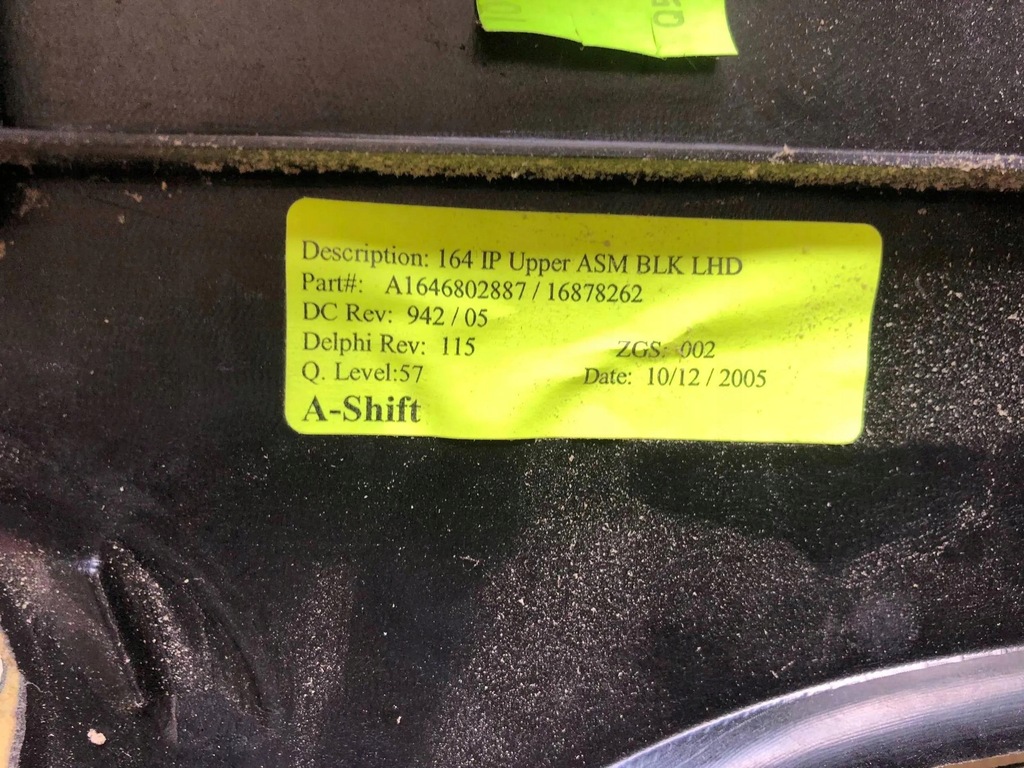 Description: 164 IP Upper ASM BLK LHD
Part#: A1646802887 / 16878262
DC Rev: 942 / 05
Delphi Rev: 115 ZGS: 002
Q. Level:57 Date: 10/12 / 2005
A-Shift